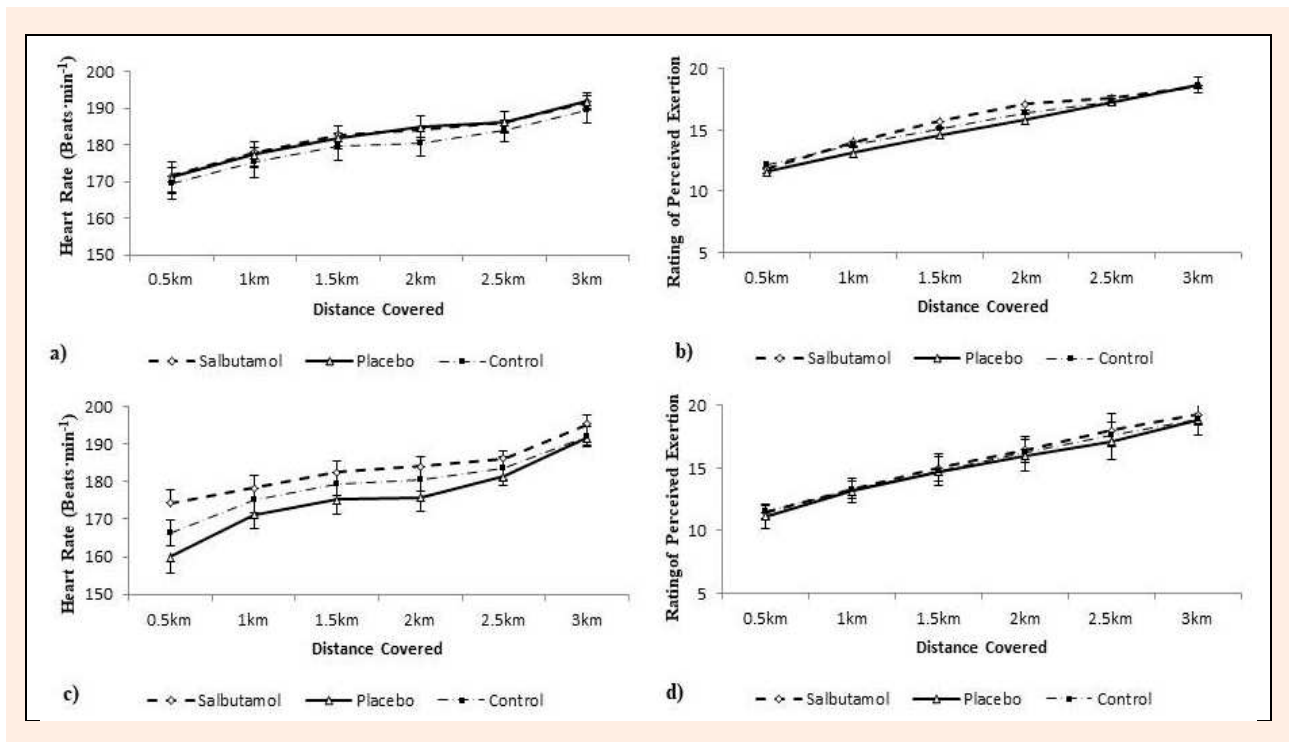 Heart Rate (Beats·min-1)
200
190
180
170
160
150
0.5km 1km 1.5km 2km 2.5km 3km
Distance Covered
a)
Salbutamol Placebo Control
Rating of Perceived Exertion
20
15
10
5
0.5km 1km 1.5km 2km 2.5km 3km
Distance Covered
b)
Salbutamol Placebo Control
Heart Rate (Beats·min-1)
200
190
180
170
160
150
0.5km 1km 1.5km 2km 2.5km 3km
Distance Covered
c)
Salbutamol Placebo Control
Ratingof Perceived Exertion
20
15
10
5
0.5km 1km 1.5km 2km 2.5km 3km
Distance Covered
d)
Salbutamol Placebo Control